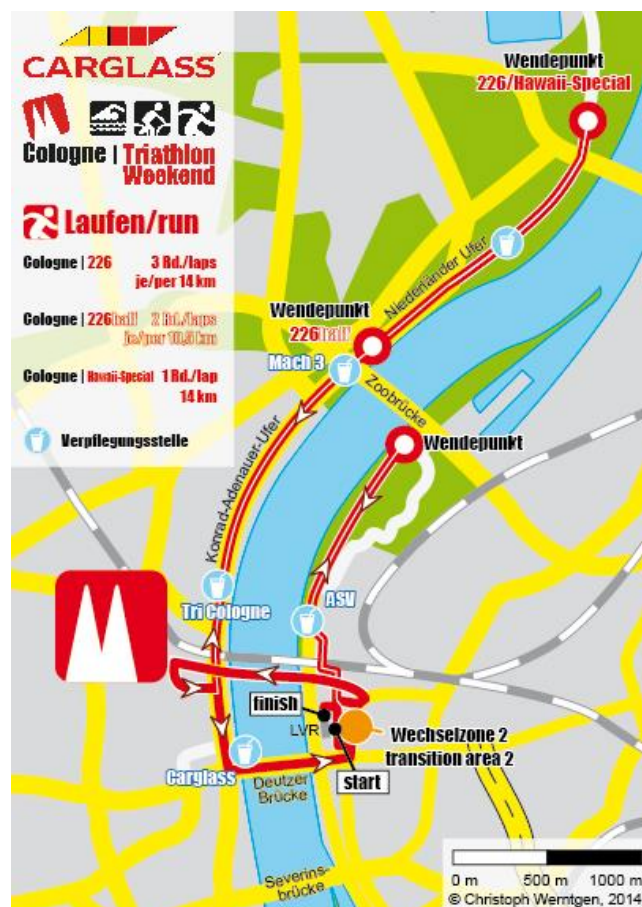 CARGLASS
Cologne | Triathlon
Weekend
Laufen/run
Cologne | 226 3 Rd./laps
je/per 14 km
Cologne | 226half 2 Rd./laps
je/per 10,5 km
Cologne | Hawaii-Special 1 Rd./lap
14 km
Verpflegungsstelle
Wendepunkt
226/Hawaii-Special
Niederländer Ufer
Wendepunkt
226half
Mach 3
Zoobrücke
Wendepunkt
Konrad-Adenauer-Ufer
Tri Cologne
ASV
finish
LVR
Wechselzone 2
transition area 2
start
Carglass
Deutzer
Brücke
Severins-
brücke
0 m 500 m 1000 m
© Christoph Werntgen, 2014